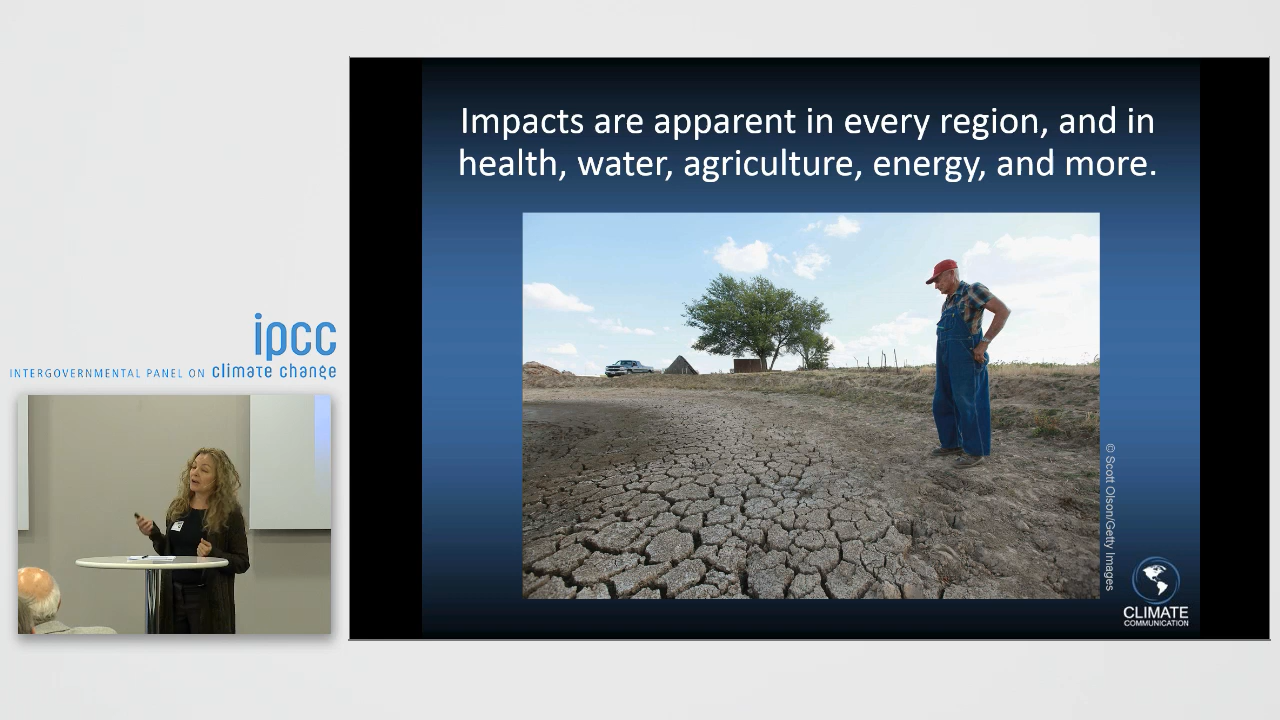 Impacts are apparent in every region, and in
health, water, agriculture, energy, and more.
ipcc
INTERGOVERNMENTAL PANEL ON climate change
© Scott Olson/Getty Images
CLIMATE
COMMUNICATION